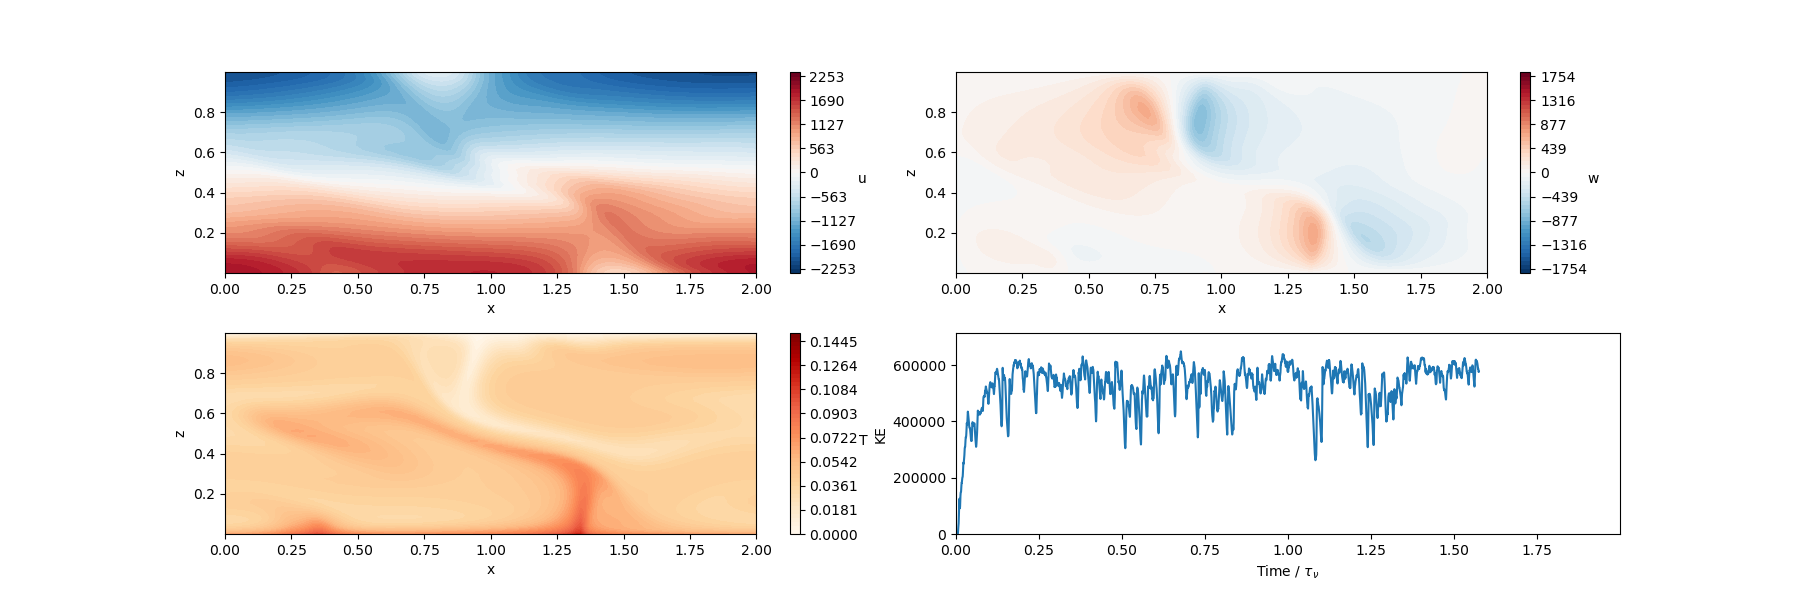 0.8
0.6
0.4
0.2
z
0.00 0.25 0.50 0.75 1.00 1.25 1.50 1.75 2.00
x
2253
1690
1127
563
0
−563
−1127
−1690
−2253
u
0.8
0.6
0.4
0.2
z
0.00 0.25 0.50 0.75 1.00 1.25 1.50 1.75 2.00
x
1754
1316
877
439
0
−439
−877
−1316
−1754
w
0.8
0.6
0.4
0.2
z
0.00 0.25 0.50 0.75 1.00 1.25 1.50 1.75 2.00
x
0.1445
0.1264
0.1084
0.0903
0.0722
0.0542
0.0361
0.0181
0.0000
T
KE
600000
400000
200000
0
0.00 0.25 0.50 0.75 1.00 1.25 1.50 1.75
Time / τν